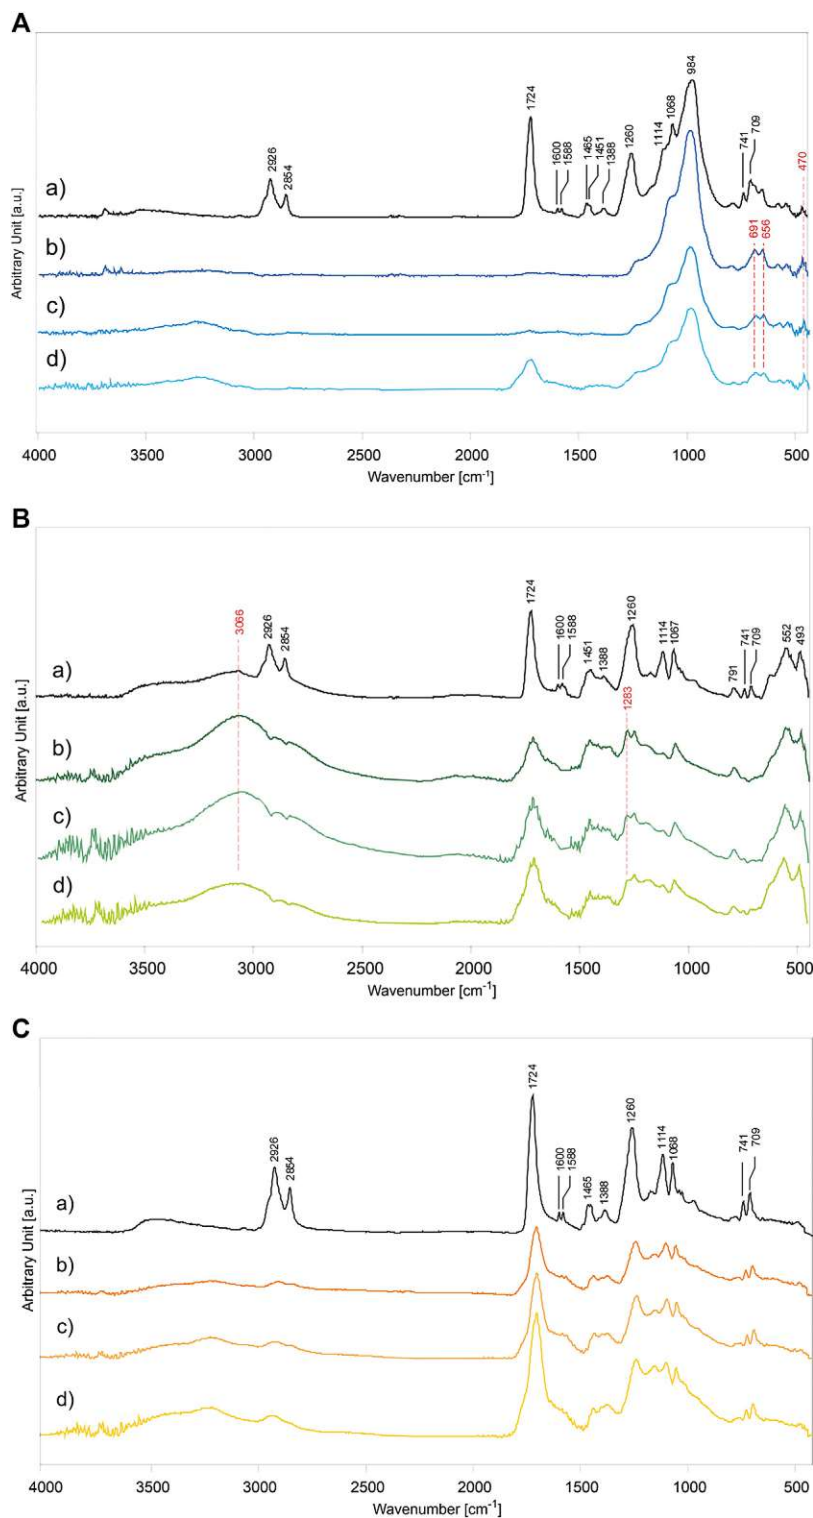 A
984
1724
1068
1260
1114
741
709
1600
1588
1465
1451
1388
2926
2854
470
a)
691
656
b)
c)
d)
Arbitrary Unit [a.u.]
4000 3500 3000 2500 2000 1500 1000 500
Wavenumber [cm⁻¹]
B
1724
3066
2926
2854
1600
1588
1451
1388
1260
1114
1067
791
741
709
552
493
a)
1283
b)
c)
d)
Arbitrary Unit [a.u.]
4000 3500 3000 2500 2000 1500 1000 500
Wavenumber [cm⁻¹]
C
1724
2926
2854
1600
1588
1465
1388
1260
1114
1068
741
709
a)
b)
c)
d)
Arbitrary Unit [a.u.]
4000 3500 3000 2500 2000 1500 1000 500
Wavenumber [cm⁻¹]